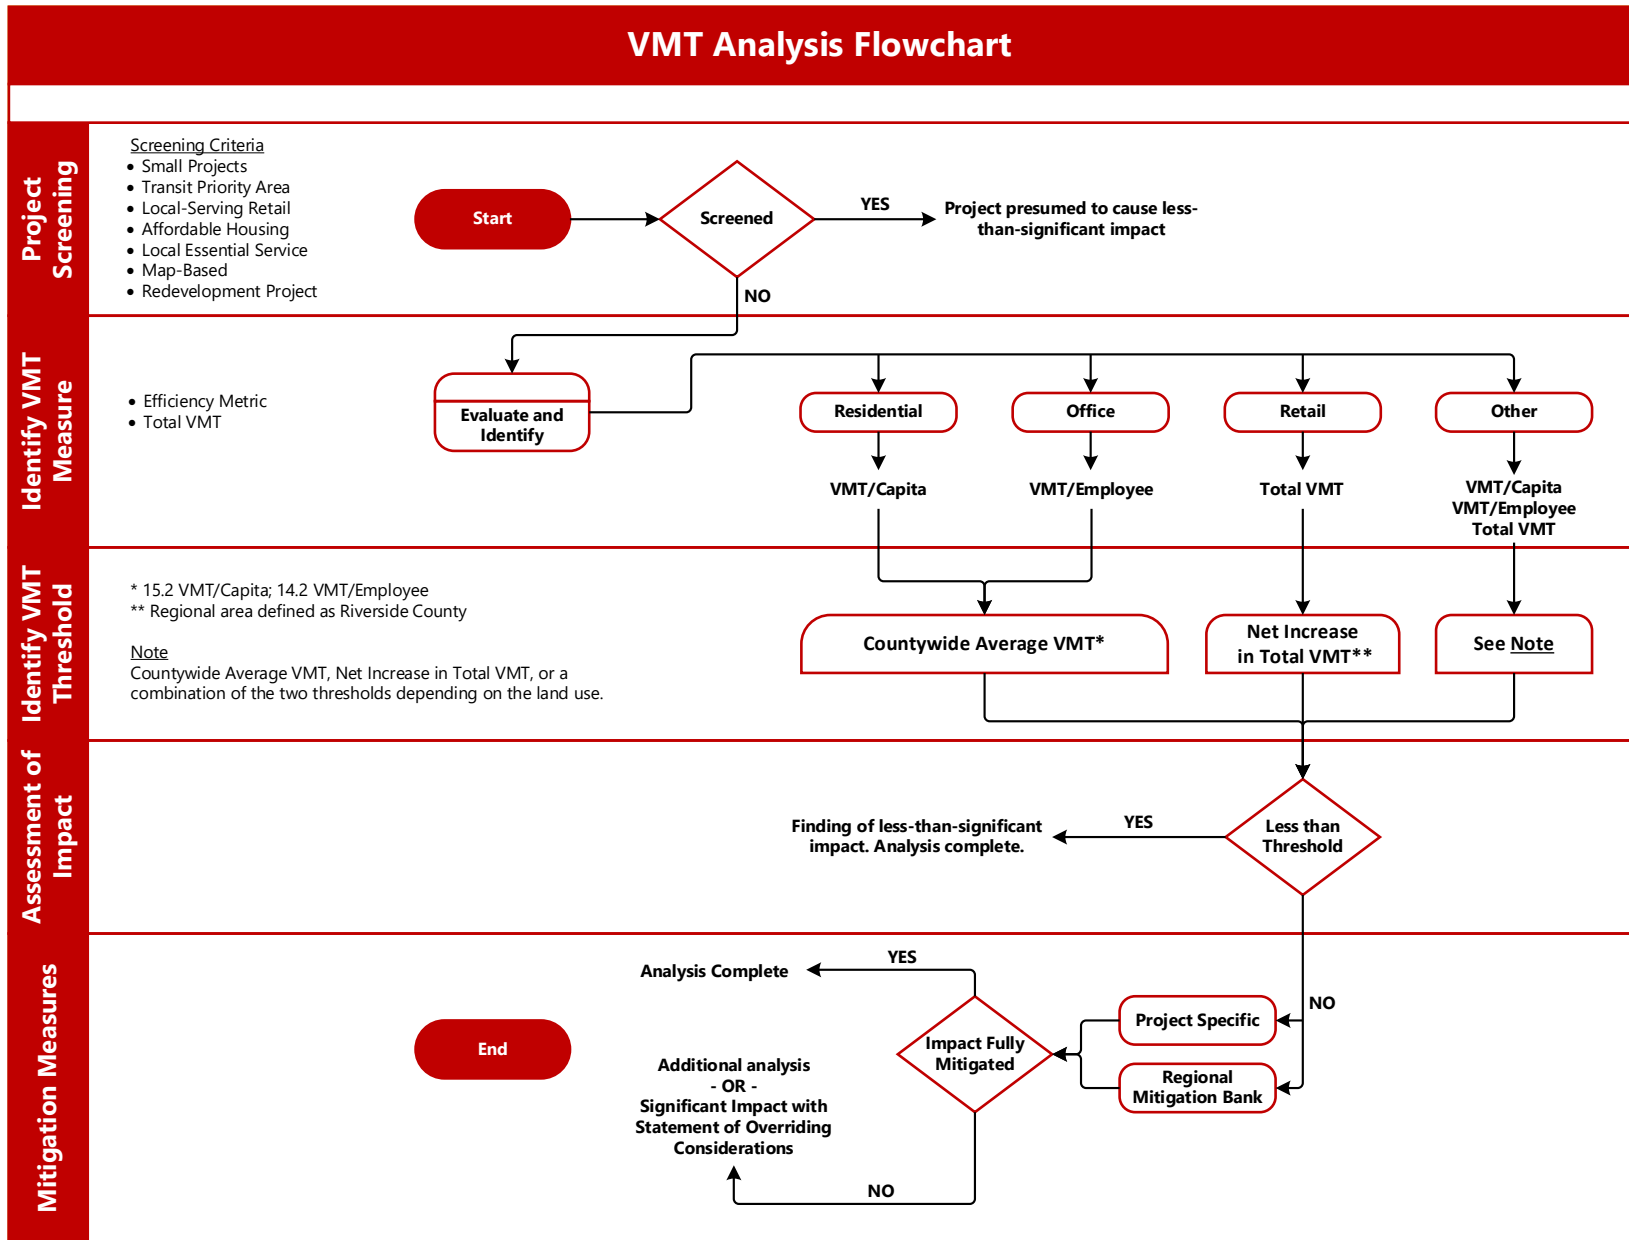 VMT Analysis Flowchart
Project
Screening
Screening Criteria
• Small Projects
• Transit Priority Area
• Local-Serving Retail
• Affordable Housing
• Local Essential Service
• Map-Based
• Redevelopment Project
Start
Screened
YES
Project presumed to cause less-
than-significant impact
NO
Identify VMT
Measure
• Efficiency Metric
• Total VMT
Evaluate and
Identify
Residential
Office
Retail
Other
VMT/Capita
VMT/Employee
Total VMT
VMT/Capita
VMT/Employee
Total VMT
Identify VMT
Threshold
* 15.2 VMT/Capita; 14.2 VMT/Employee
** Regional area defined as Riverside County
Note
Countywide Average VMT, Net Increase in Total VMT, or a
combination of the two thresholds depending on the land use.
Countywide Average VMT*
Net Increase
in Total VMT**
See Note
Assessment of
Impact
Finding of less-than-significant
impact. Analysis complete.
YES
Less than
Threshold
NO
Mitigation Measures
Analysis Complete
YES
Project Specific
Regional
Mitigation Bank
Impact Fully
Mitigated
End
Additional analysis
- OR -
Significant Impact with
Statement of Overriding
Considerations
NO